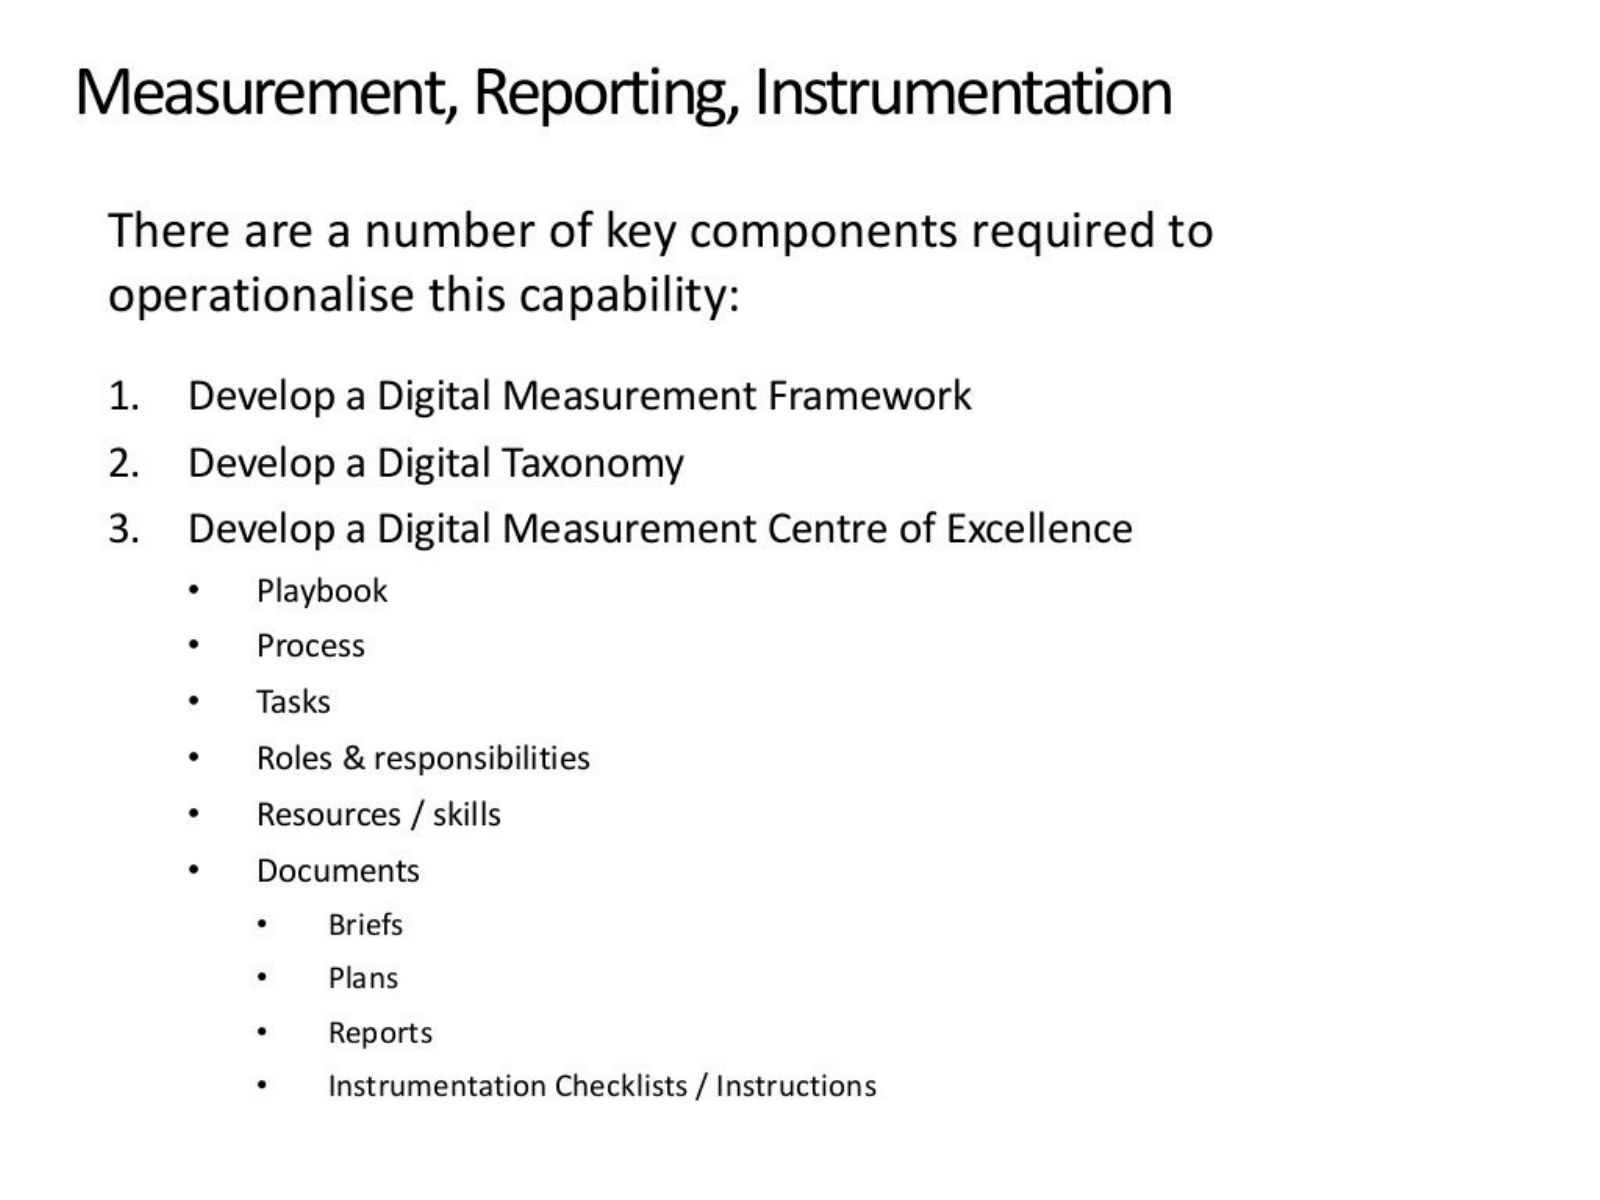 Measurement, Reporting, Instrumentation
There are a number of key components required to
operationalise this capability:
1. Develop a Digital Measurement Framework
2. Develop a Digital Taxonomy
3. Develop a Digital Measurement Centre of Excellence
• Playbook
• Process
• Tasks
• Roles & responsibilities
• Resources / skills
• Documents
• Briefs
• Plans
• Reports
• Instrumentation Checklists / Instructions